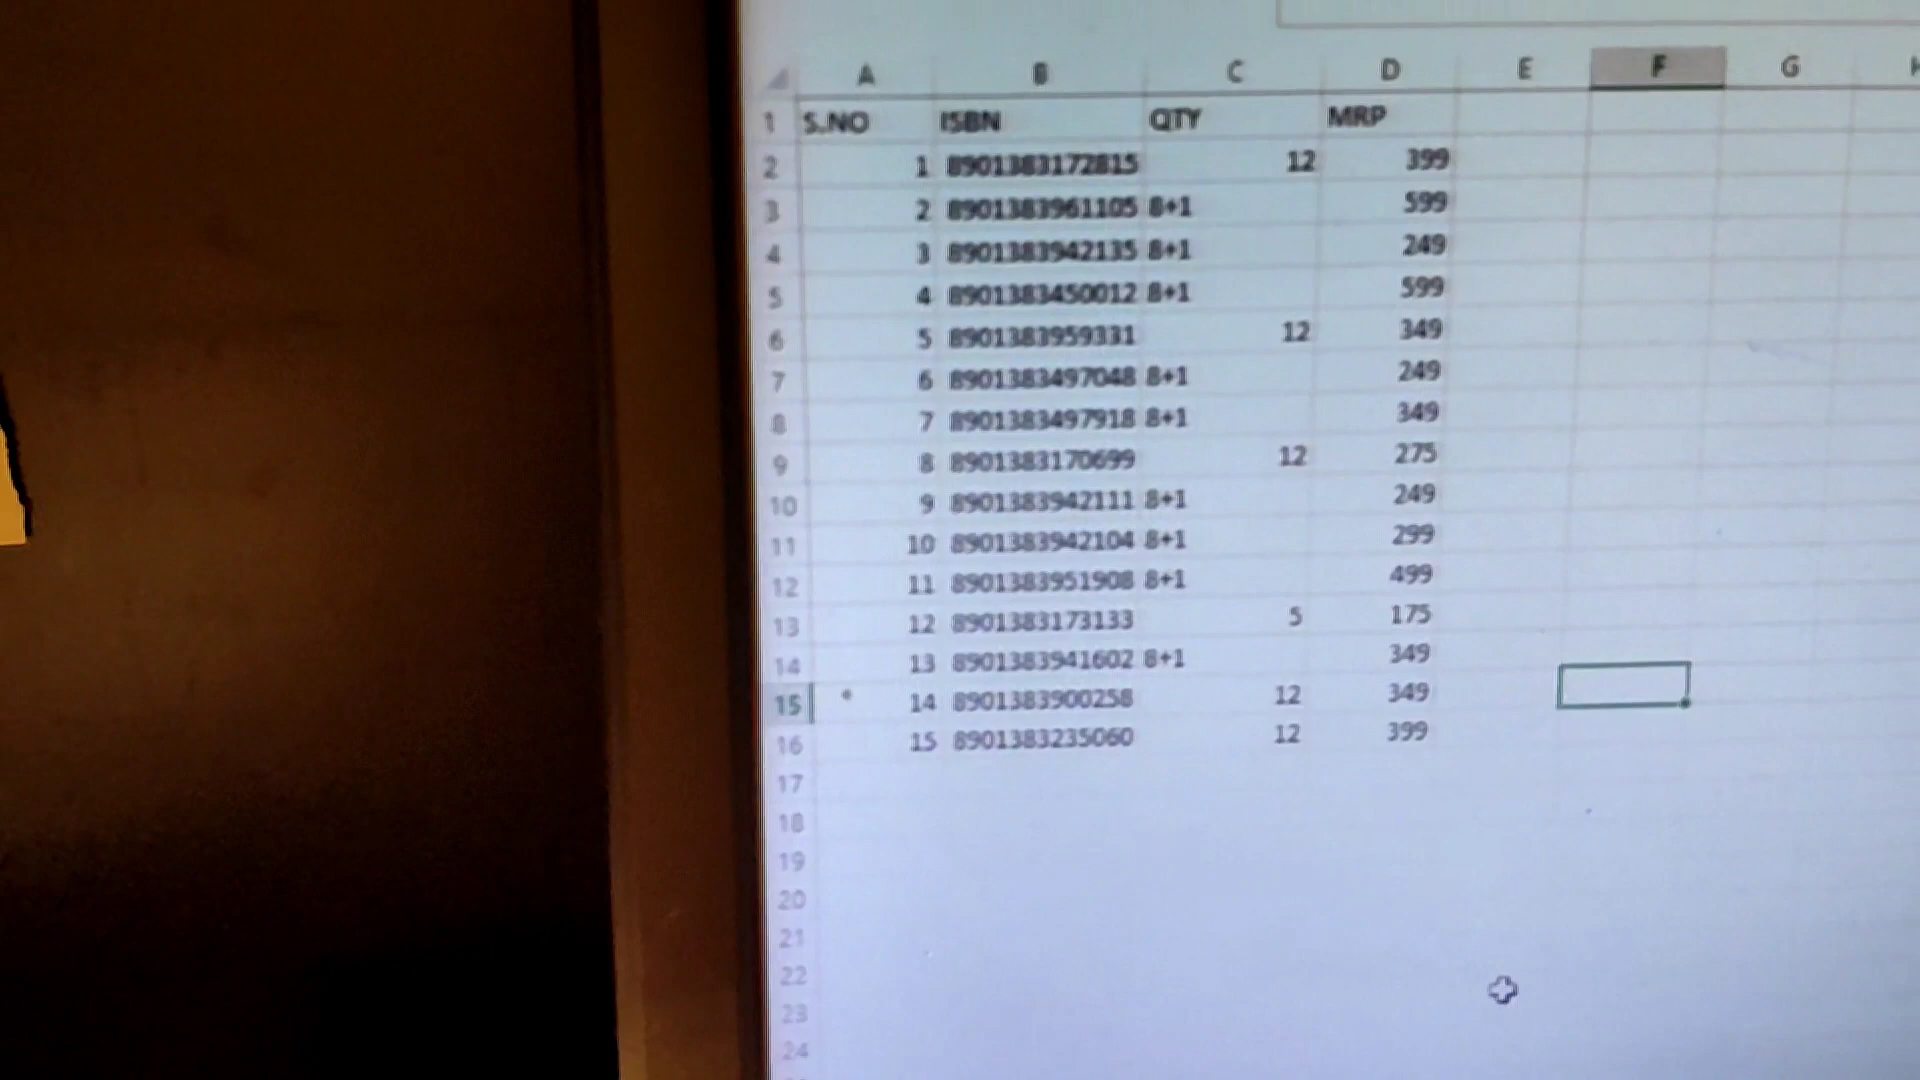 A B C D E F G
1 S.NO ISBN QTY MRP
2 1 8901383172815 12 399
3 2 8901383961105 8+1 599
4 3 8901383942135 8+1 249
5 4 8901383450012 8+1 599
6 5 8901383959331 12 349
7 6 8901383497048 8+1 249
8 7 8901383497918 8+1 349
9 8 8901383170699 12 275
10 9 8901383942111 8+1 249
11 10 8901383942104 8+1 299
12 11 8901383951908 8+1 499
13 12 8901383173133 5 175
14 13 8901383941602 8+1 349
15 14 8901383900258 12 349
16 15 8901383235060 12 399
17
18
19
20
21
22
23
24